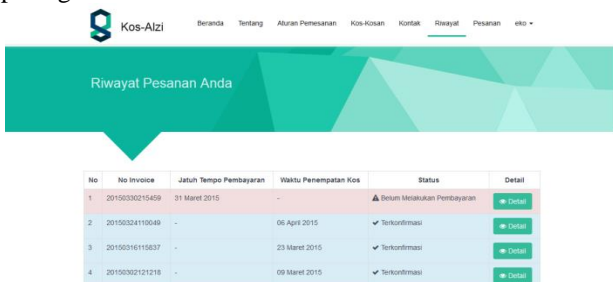 Kos-Alzi
Beranda Tentang Aturan Pemesanan Kos-Kosan Kontak Riwayat Pesanan eko
Riwayat Pesanan Anda
No No Invoice Jatuh Tempo Pembayaran Waktu Penempatan Kos Status Detail
1 20150330215459 31 Maret 2015 - Belum Melakukan Pembayaran Detail
2 20150324110049 - 06 April 2015 Terkonfirmasi Detail
3 20150316115837 - 23 Maret 2015 Terkonfirmasi Detail
4 20150302121218 - 09 Maret 2015 Terkonfirmasi Detail